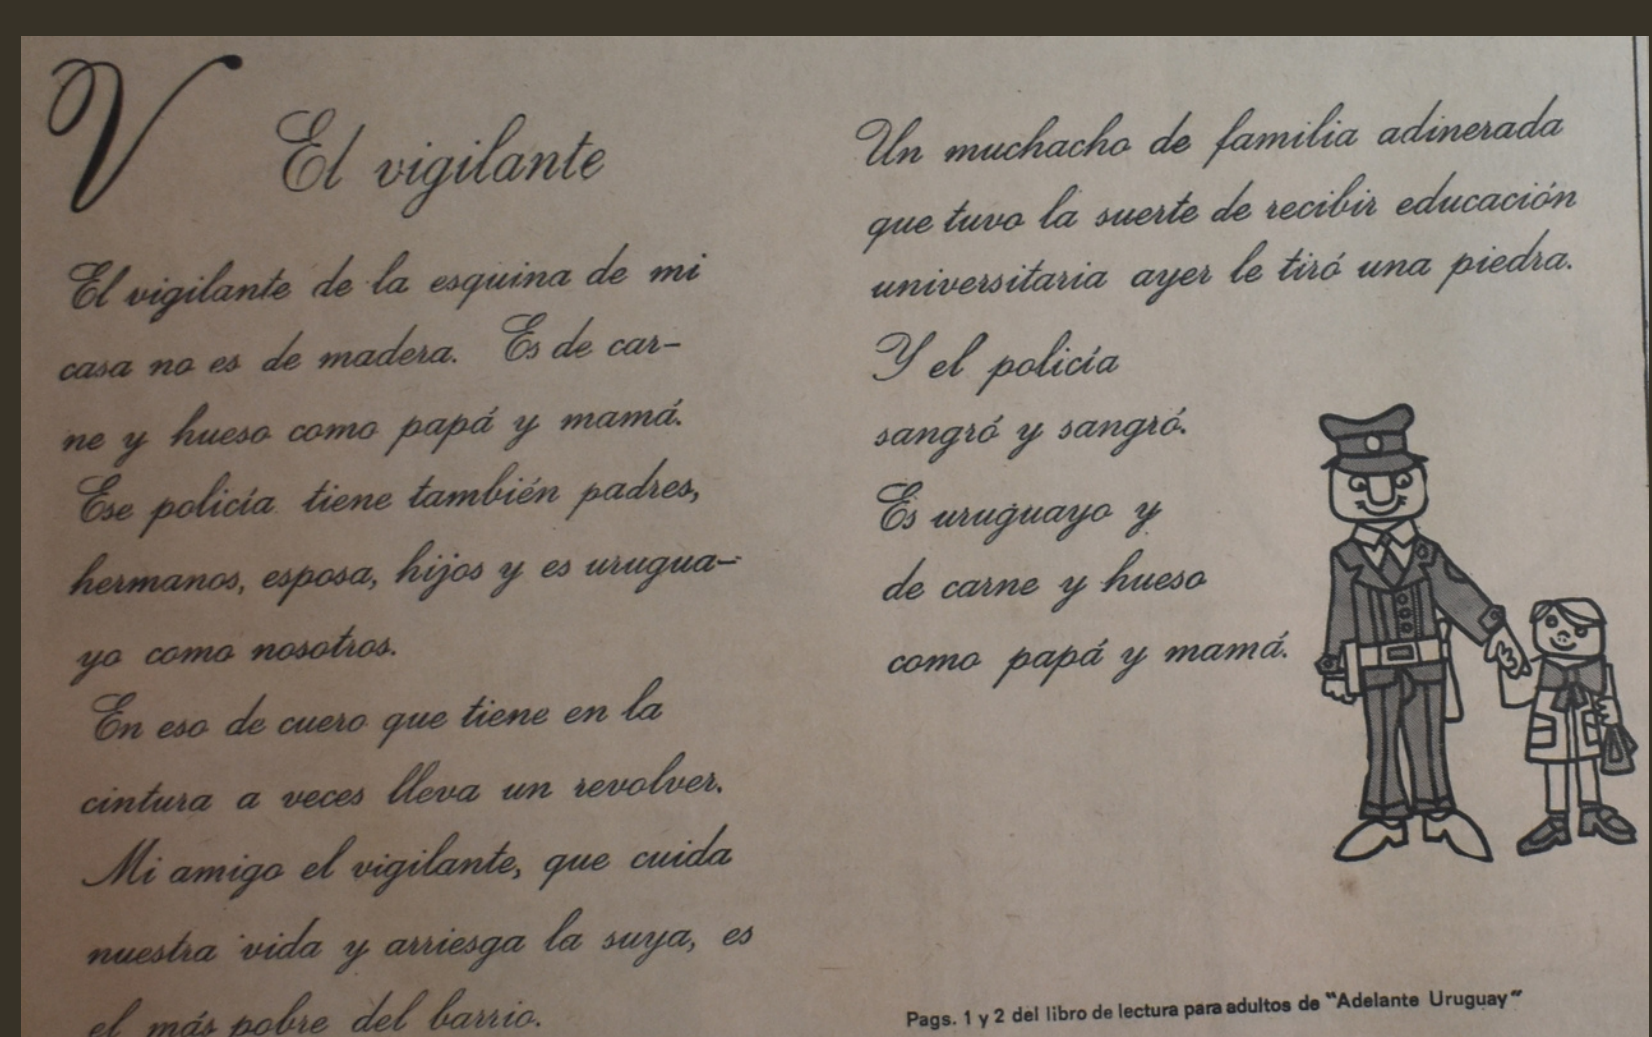 V
El vigilante
El vigilante de la esquina de mi
casa no es de madera. Es de car-
ne y hueso como papá y mamá.
Ese policía tiene también padres,
hermanos, esposa, hijos y es urugua-
yo como nosotros.
En eso de cuero que tiene en la
cintura a veces lleva un revolver.
Mi amigo el vigilante, que cuida
nuestra vida y arriesga la suya, es
el más pobre del barrio.
Un muchacho de familia adinerada
que tuvo la suerte de recibir educación
universitaria ayer le tiró una piedra.
Y el policía
sangró y sangró.
Es uruguayo y
de carne y hueso
como papá y mamá.
Pags. 1 y 2 del libro de lectura para adultos de "Adelante Uruguay"